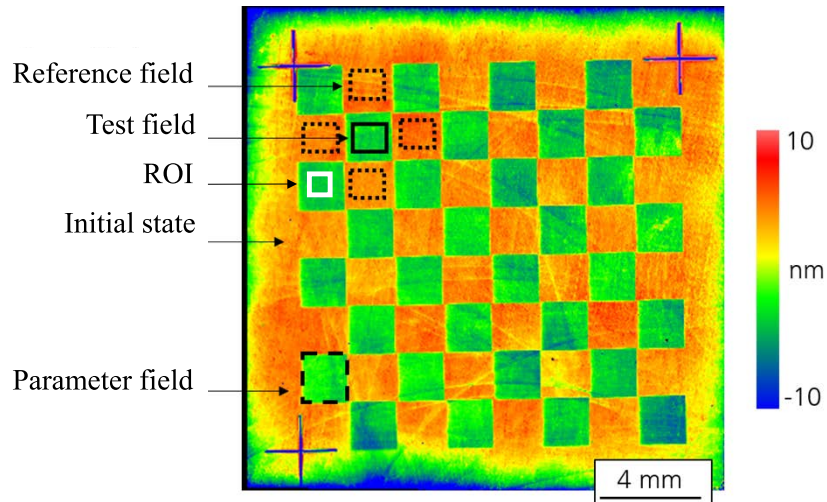 Reference field
Test field
ROI
Initial state
Parameter field
10
nm
-10
4 mm